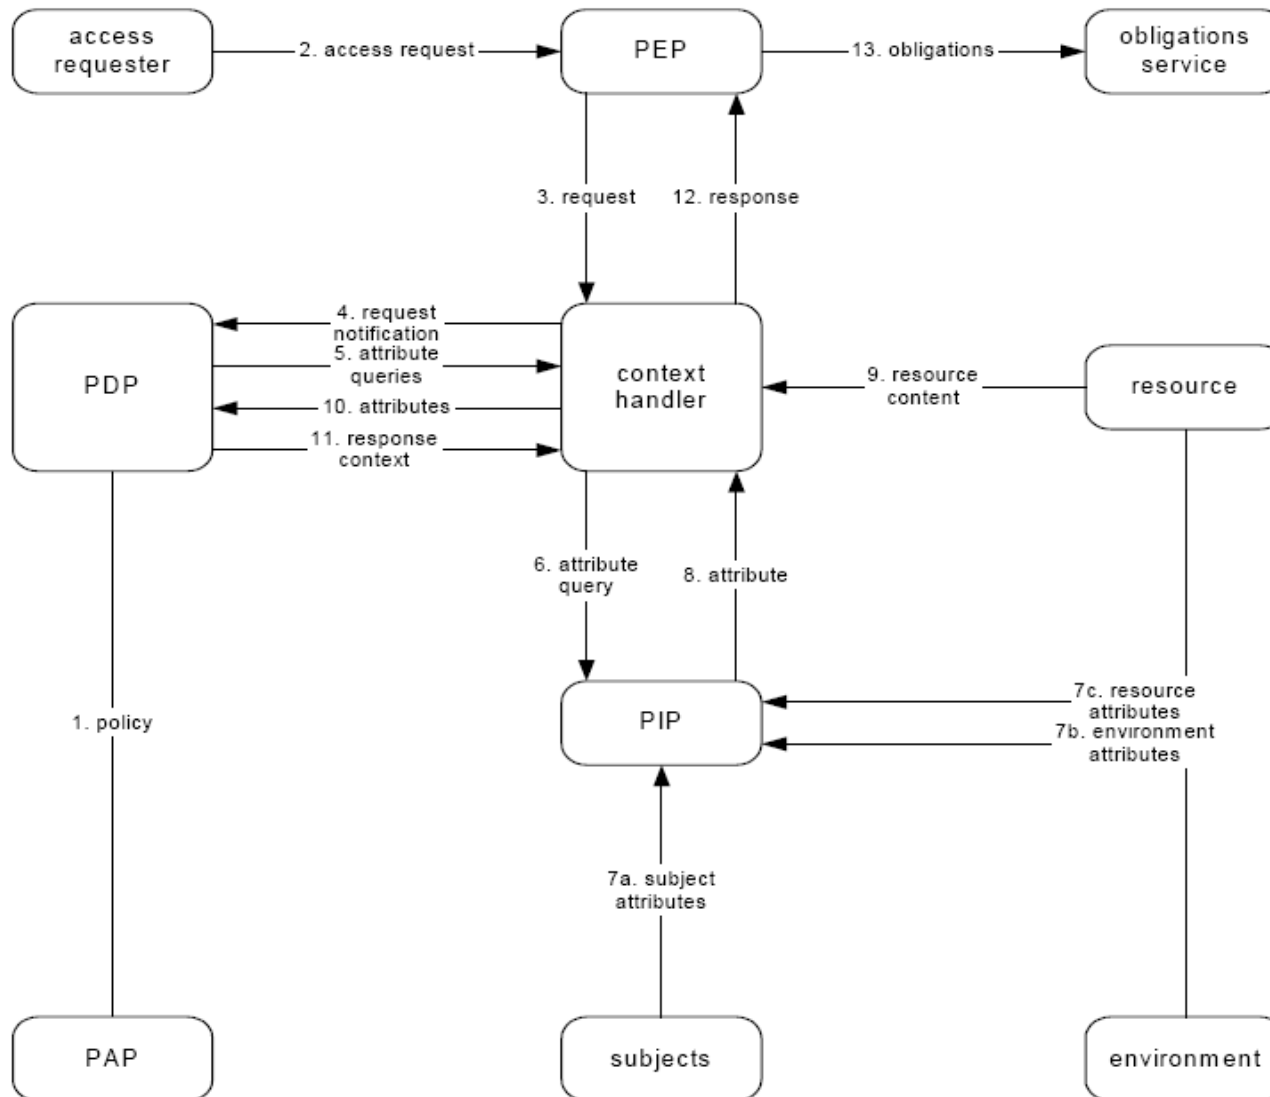 access
requester
2. access request
PEP
13. obligations
obligations
service
3. request
12. response
4. request
notification
5. attribute
queries
10. attributes
11. response
context
PDP
context
handler
9. resource
content
resource
6. attribute
query
8. attribute
1. policy
PIP
7c. resource
attributes
7b. environment
attributes
7a. subject
attributes
PAP
subjects
environment